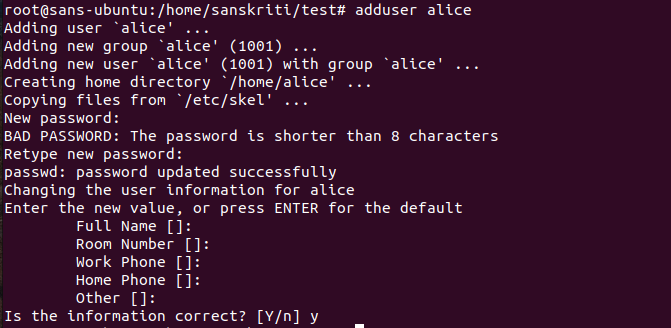 root@sans-ubuntu:/home/sanskriti/test# adduser alice
Adding user `alice' ...
Adding new group `alice' (1001) ...
Adding new user `alice' (1001) with group `alice' ...
Creating home directory `/home/alice' ...
Copying files from `/etc/skel' ...
New password:
BAD PASSWORD: The password is shorter than 8 characters
Retype new password:
passwd: password updated successfully
Changing the user information for alice
Enter the new value, or press ENTER for the default
        Full Name []:
        Room Number []:
        Work Phone []:
        Home Phone []:
        Other []:
Is the information correct? [Y/n] y